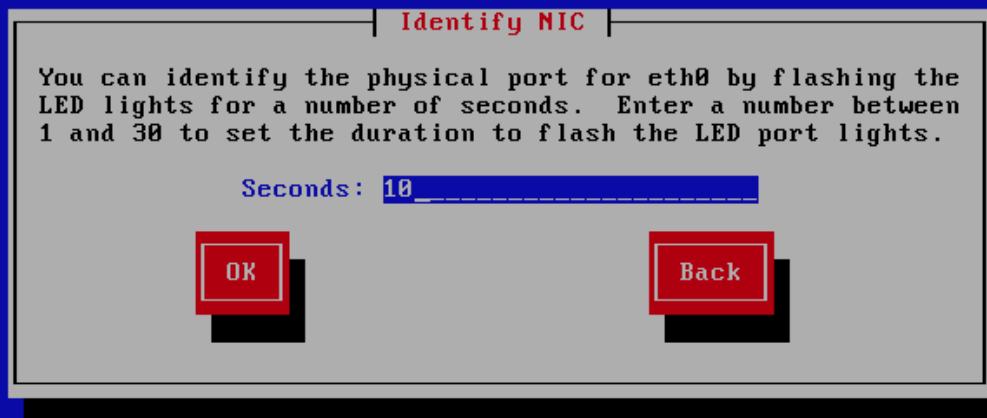 Identify NIC
You can identify the physical port for eth0 by flashing the
LED lights for a number of seconds.  Enter a number between
1 and 30 to set the duration to flash the LED port lights.
Seconds: 10_____________________
OK
Back